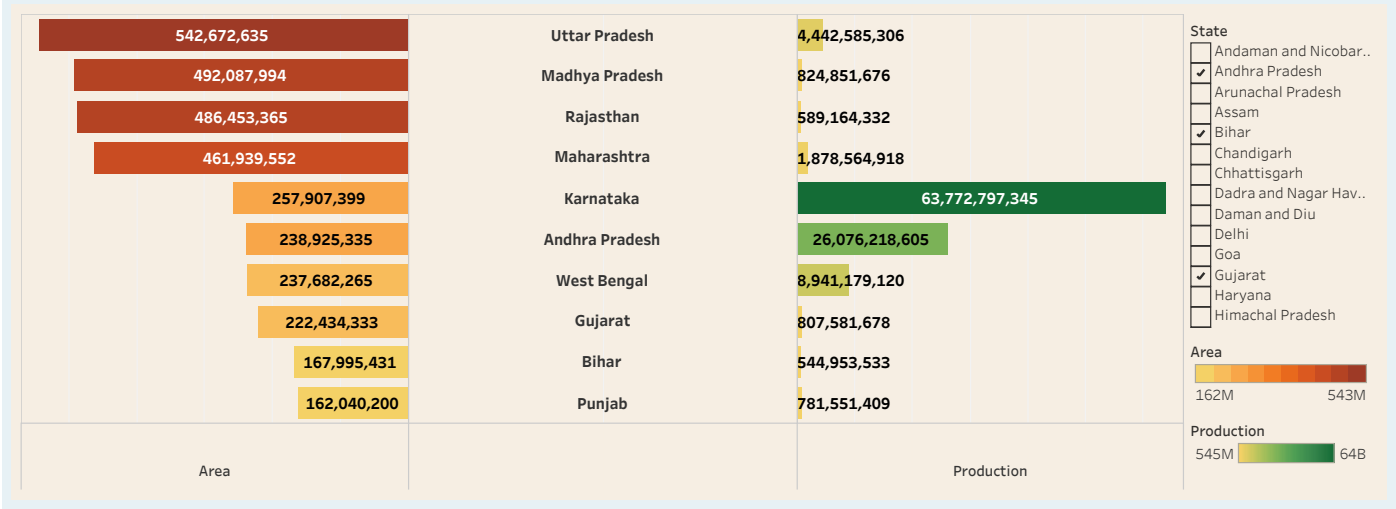 542,672,635 Uttar Pradesh 4,442,585,306
492,087,994 Madhya Pradesh 824,851,676
486,453,365 Rajasthan 589,164,332
461,939,552 Maharashtra 1,878,564,918
257,907,399 Karnataka 63,772,797,345
238,925,335 Andhra Pradesh 26,076,218,605
237,682,265 West Bengal 8,941,179,120
222,434,333 Gujarat 807,581,678
167,995,431 Bihar 544,953,533
162,040,200 Punjab 781,551,409
Area Production
State
Andaman and Nicobar..
Andhra Pradesh
Arunachal Pradesh
Assam
Bihar
Chandigarh
Chhattisgarh
Dadra and Nagar Hav..
Daman and Diu
Delhi
Goa
Gujarat
Haryana
Himachal Pradesh
Area
162M 543M
Production
545M 64B